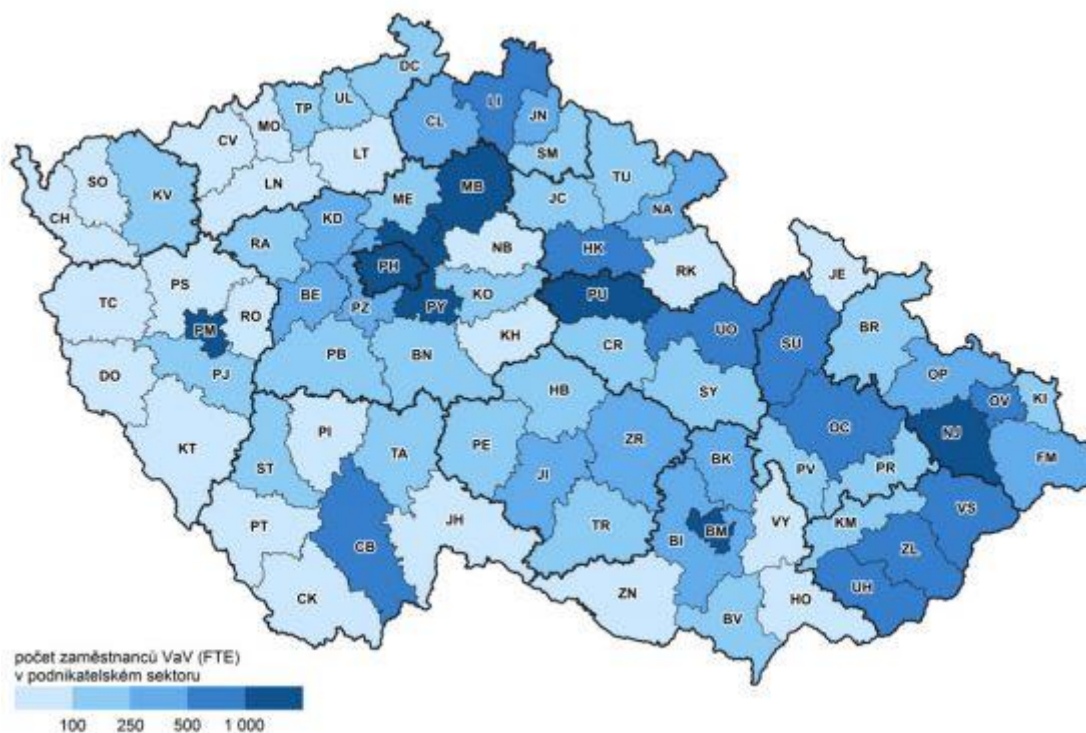 DC
LI
TP
UL
CL
JN
MO
CV
LT
SM
SO
KV
LN
MB
TU
CH
ME
JC
KD
NA
RA
NB
HK
PH
RK
JE
PS
TC
BE
PZ
PY
KO
PU
PM
RO
UO
BR
SU
KH
CR
PB
BN
OP
DO
PJ
HB
SY
OV
KI
OC
NJ
PI
ZR
KT
TA
PE
ST
BK
FM
JI
PV
PR
VS
PT
JH
BM
VY
KM
CB
TR
BI
ZL
UH
CK
ZN
HO
BV
počet zaměstnanců VaV (FTE)
v podnikatelském sektoru
100 250 500 1 000